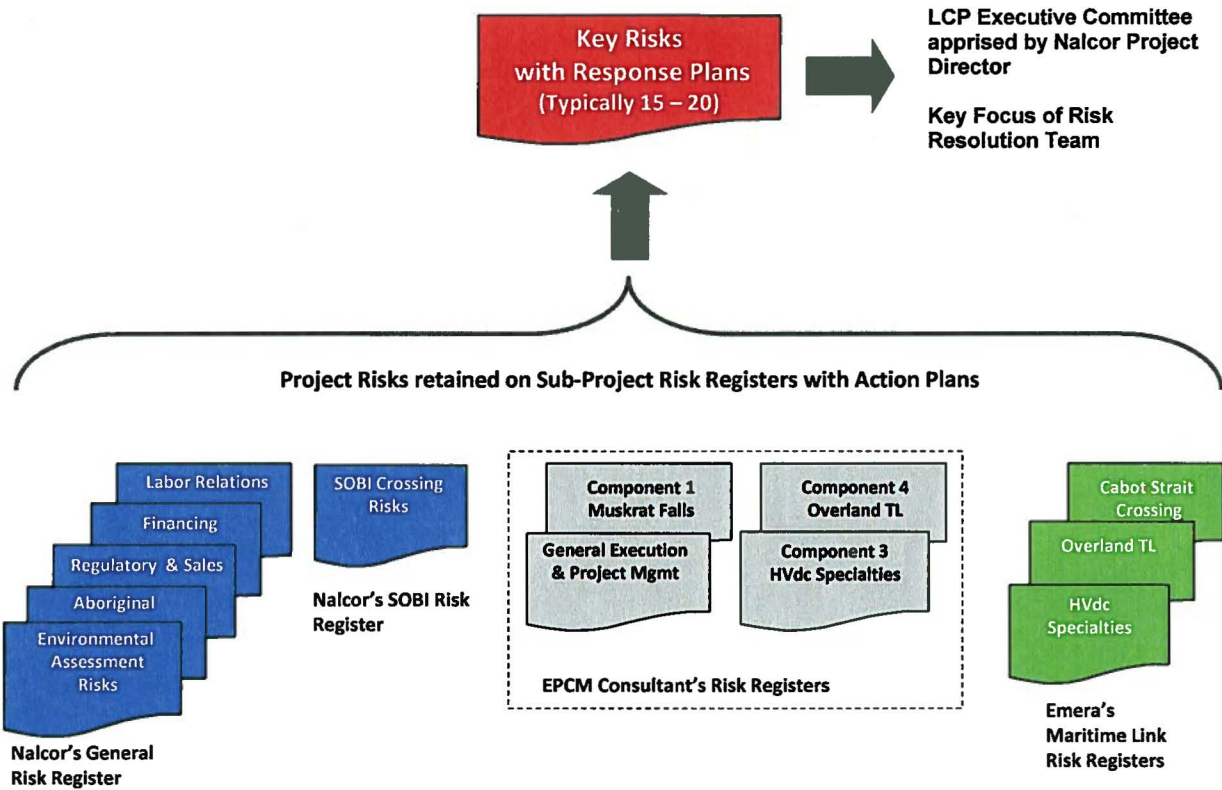 Key Risks
with Response Plans
(Typically 15 – 20)
LCP Executive Committee
apprised by Nalcor Project
Director
Key Focus of Risk
Resolution Team
Project Risks retained on Sub-Project Risk Registers with Action Plans
Labor Relations
Financing
Regulatory & Sales
Aboriginal
Environmental
Assessment
Risks
Nalcor's General
Risk Register
SOBI Crossing
Risks
Nalcor's SOBI Risk
Register
Component 1
Muskrat Falls
General Execution
& Project Mgmt
Component 4
Overland TL
Component 3
HVdc Specialties
EPCM Consultant's Risk Registers
Cabot Strait
Crossing
Overland TL
HVdc
Specialties
Emera's
Maritime Link
Risk Registers